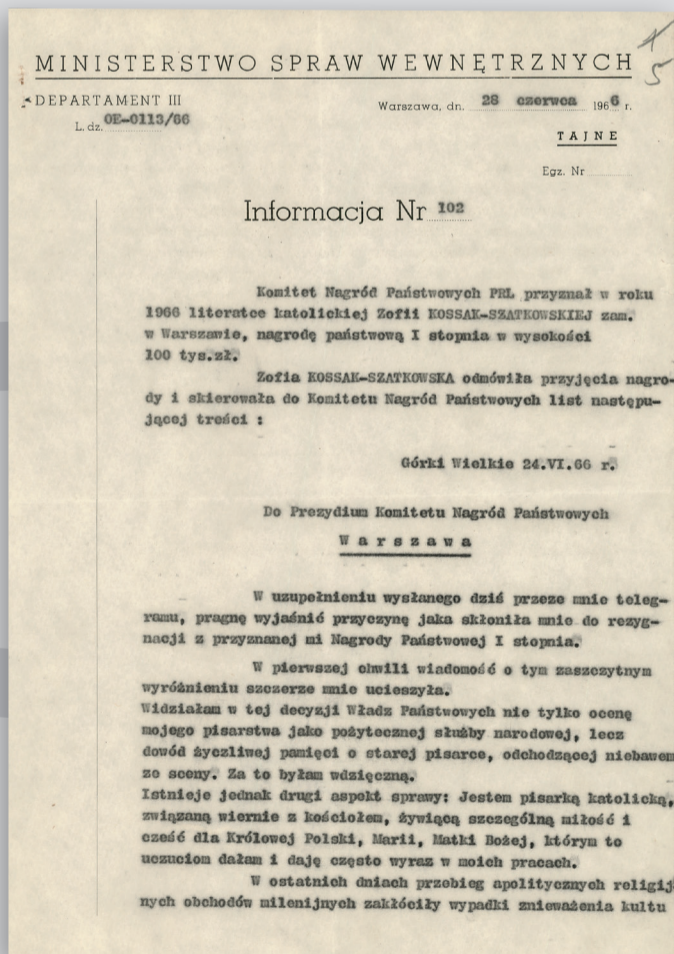 4
5
MINISTERSTWO SPRAW WEWNĘTRZNYCH
DEPARTAMENT III
L. dz. OE-0113/66
Warszawa, dn. 28 czerwca 1966 r.
TAJNE
Egz. Nr
Informacja Nr 102
Komitet Nagród Państwowych PRL przyznał w roku
1966 literatce katolickiej Zofii KOSSAK-SZATKOWSKIEJ zam.
w Warszawie, nagrodę państwową I stopnia w wysokości
100 tys.zł.
Zofia KOSSAK-SZATKOWSKA odmówiła przyjęcia nagro-
dy i skierowała do Komitetu Nagród Państwowych list następu-
jącej treści :
Górki Wielkie 24.VI.66 r.
Do Prezydium Komitetu Nagród Państwowych
W a r s z a w a
W uzupełnieniu wysłanego dziś przeze mnie teleg-
ramu, pragnę wyjaśnić przyczynę jaka skłoniła mnie do rezyg-
nacji z przyznanej mi Nagrody Państwowej I stopnia.
W pierwszej chwili wiadomość o tym zaszczytnym
wyróżnieniu szczerze mnie ucieszyła.
Widziałam w tej decyzji Władz Państwowych nie tylko ocenę
mojego pisarstwa jako pożytecznej służby narodowej, lecz
dowód życzliwej pamięci o starej pisarce, odchodzącej niebawem
ze sceny. Za to byłam wdzięczną.
Istnieje jednak drugi aspekt sprawy: Jestem pisarką katolicką,
związaną wiernie z kościołem, żywiącą szczególną miłość i
cześć dla Królowej Polski, Marii, Matki Bożej, którym to
uczuciom dałam i daję często wyraz w moich pracach.
W ostatnich dniach przebieg apolitycznych religij
nych obchodów milenijnych zakłóciły wypadki znieważenia kultu